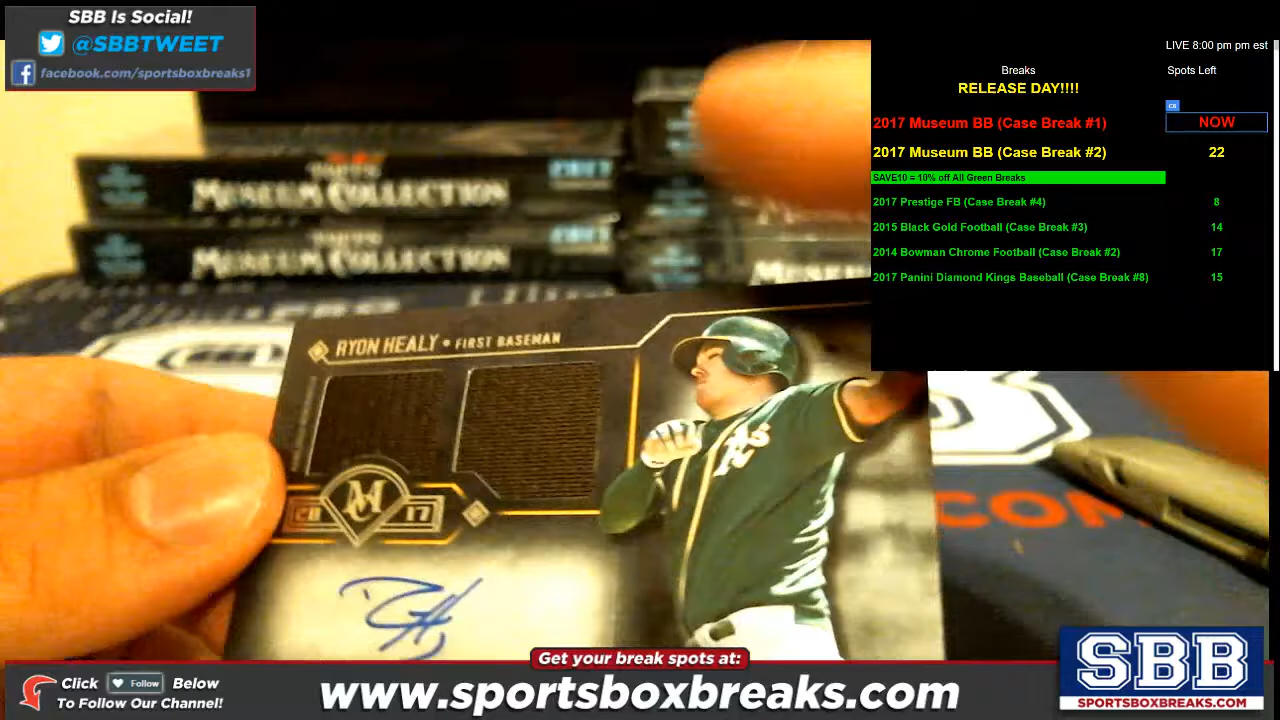 SBB Is Social!
@SBBTWEET
facebook.com/sportsboxbreaks1
LIVE 8:00 pm pm est
Breaks
Spots Left
RELEASE DAY!!!!
2017 Museum BB (Case Break #1)
NOW
2017 Museum BB (Case Break #2)
22
SAVE10 = 10% off All Green Breaks
2017 Prestige FB (Case Break #4)
8
2015 Black Gold Football (Case Break #3)
14
2014 Bowman Chrome Football (Case Break #2)
17
2017 Panini Diamond Kings Baseball (Case Break #8)
15
MUSEUM COLLECTION 2017
MUSEUM COLLECTION 2017
RYON HEALY • FIRST BASEMAN
A's
MC
20 17
COM
Get your break spots at:
www.sportsboxbreaks.com
Click Follow Below
To Follow Our Channel!
SBB
SPORTSBOXBREAKS.COM